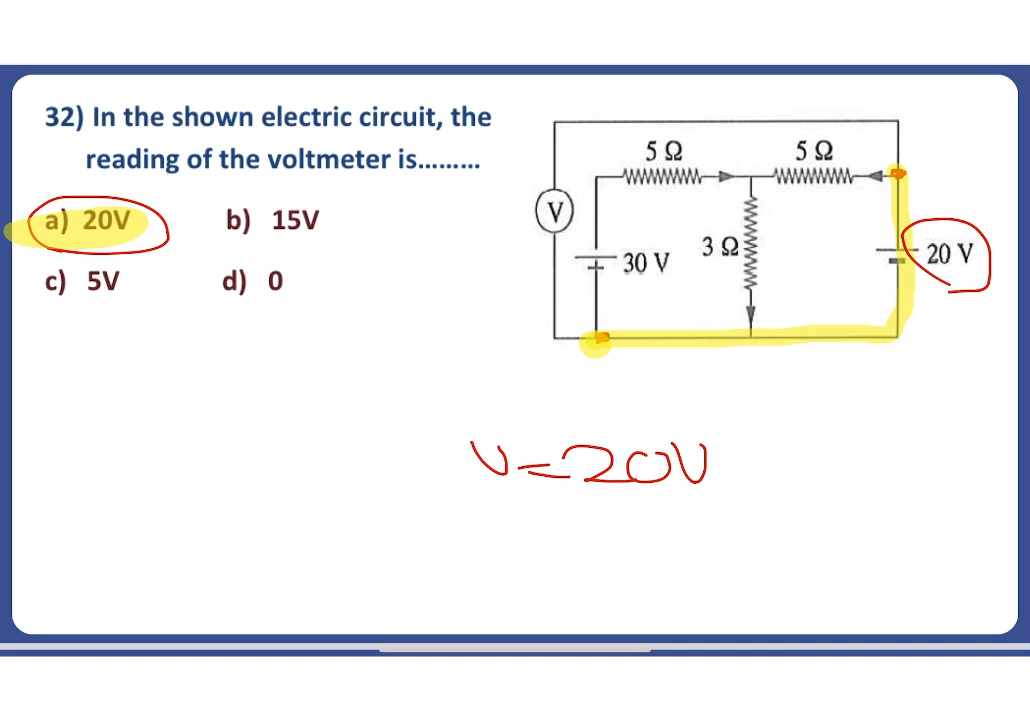 32) In the shown electric circuit, the
reading of the voltmeter is.........
a) 20V b) 15V
c) 5V d) 0
5 Ω 5 Ω
V
3 Ω
30 V
20 V
V=20V